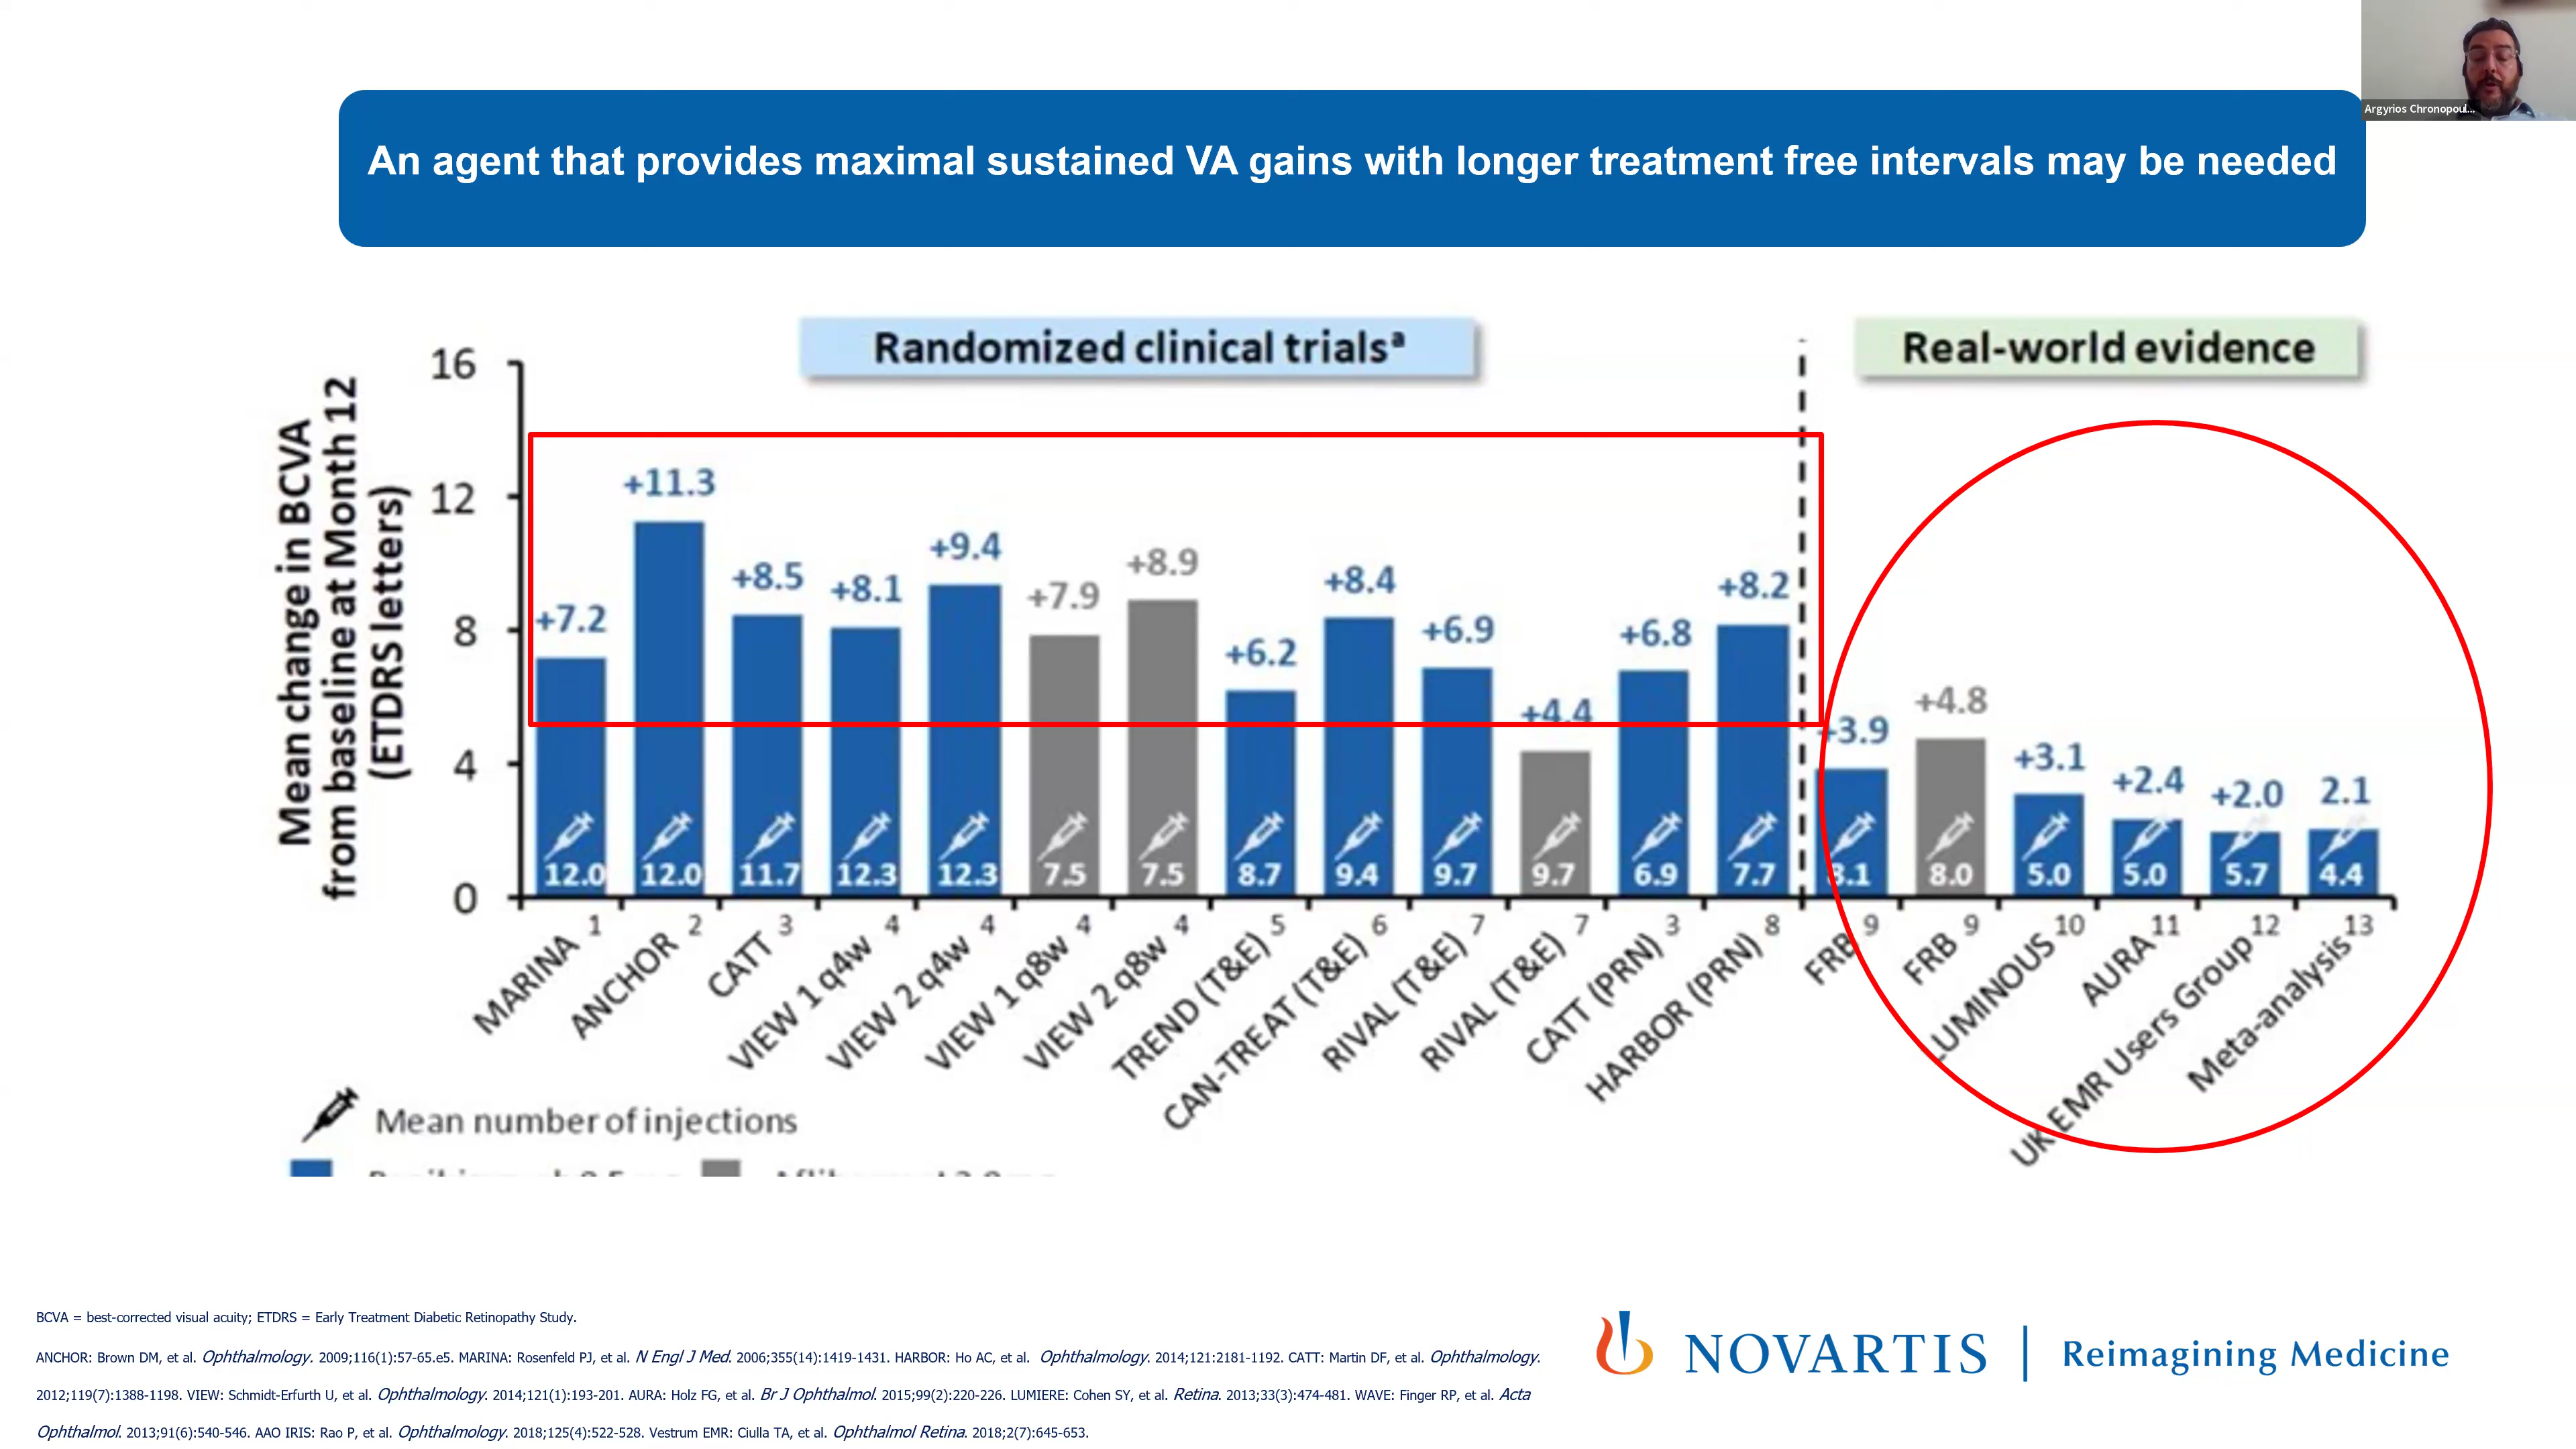 Argyrios Chronopoul...
An agent that provides maximal sustained VA gains with longer treatment free intervals may be needed
Randomized clinical trialsª
Real-world evidence
Mean change in BCVA
from baseline at Month 12
(ETDRS letters)
16
12
8
4
0
+7.2
+11.3
+8.5
+8.1
+9.4
+7.9
+8.9
+6.2
+8.4
+6.9
+4.4
+6.8
+8.2
+3.9
+4.8
+3.1
+2.4
+2.0
2.1
12.0
12.0
11.7
12.3
12.3
7.5
7.5
8.7
9.4
9.7
9.7
6.9
7.7
8.0
5.0
5.0
5.7
4.4
MARINA 1
ANCHOR 2
CATT 3
VIEW 1 q4w 4
VIEW 2 q4w 4
VIEW 1 q8w 4
VIEW 2 q8w 4
TREND (T&E) 5
CAN-TREAT (T&E) 6
RIVAL (T&E) 7
RIVAL (T&E) 7
CATT (PRN) 3
HARBOR (PRN) 8
FRB 9
FRB 9
LUMINOUS 10
AURA 11
UK EMR Users Group 12
Meta-analysis 13
Mean number of injections
BCVA = best-corrected visual acuity; ETDRS = Early Treatment Diabetic Retinopathy Study.
ANCHOR: Brown DM, et al. Ophthalmology. 2009;116(1):57-65.e5. MARINA: Rosenfeld PJ, et al. N Engl J Med. 2006;355(14):1419-1431. HARBOR: Ho AC, et al. Ophthalmology. 2014;121:2181-1192. CATT: Martin DF, et al. Ophthalmology.
2012;119(7):1388-1198. VIEW: Schmidt-Erfurth U, et al. Ophthalmology. 2014;121(1):193-201. AURA: Holz FG, et al. Br J Ophthalmol. 2015;99(2):220-226. LUMIERE: Cohen SY, et al. Retina. 2013;33(3):474-481. WAVE: Finger RP, et al. Acta
Ophthalmol. 2013;91(6):540-546. AAO IRIS: Rao P, et al. Ophthalmology. 2018;125(4):522-528. Vestrum EMR: Ciulla TA, et al. Ophthalmol Retina. 2018;2(7):645-653.
NOVARTIS | Reimagining Medicine